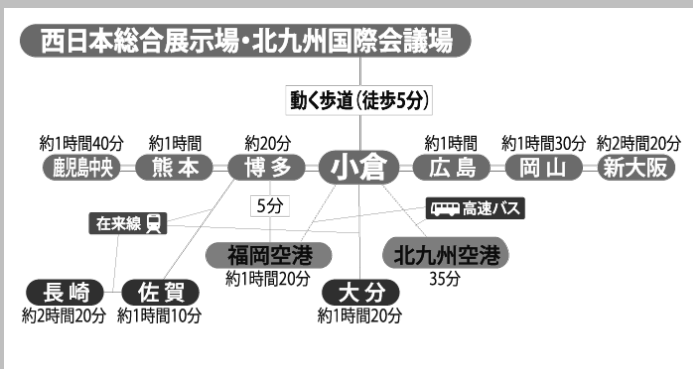 西日本総合展示場・北九州国際会議場
動く歩道(徒歩5分)
約1時間40分 約1時間 約20分 約1時間 約1時間30分 約2時間20分
鹿児島中央 熊本 博多 小倉 広島 岡山 新大阪
5分
高速バス
在来線
福岡空港 北九州空港
約1時間20分 35分
長崎 佐賀 大分
約2時間20分 約1時間10分 約1時間20分